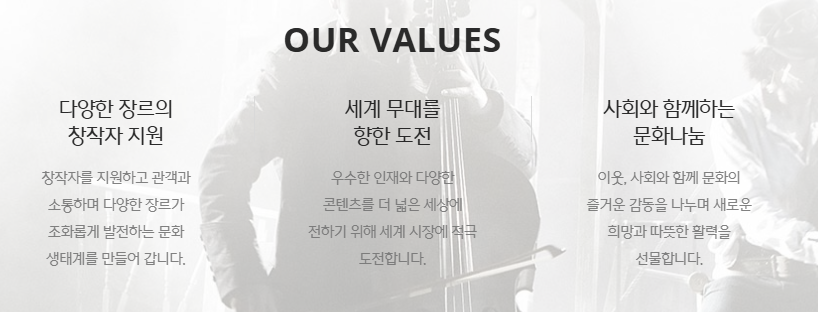 OUR VALUES
다양한 장르의
창작자 지원
창작자를 지원하고 관객과
소통하며 다양한 장르가
조화롭게 발전하는 문화
생태계를 만들어 갑니다.
세계 무대를
향한 도전
우수한 인재와 다양한
콘텐츠를 더 넓은 세상에
전하기 위해 세계 시장에 적극
도전합니다.
사회와 함께하는
문화나눔
이웃, 사회와 함께 문화의
즐거운 감동을 나누며 새로운
희망과 따뜻한 활력을
선물합니다.